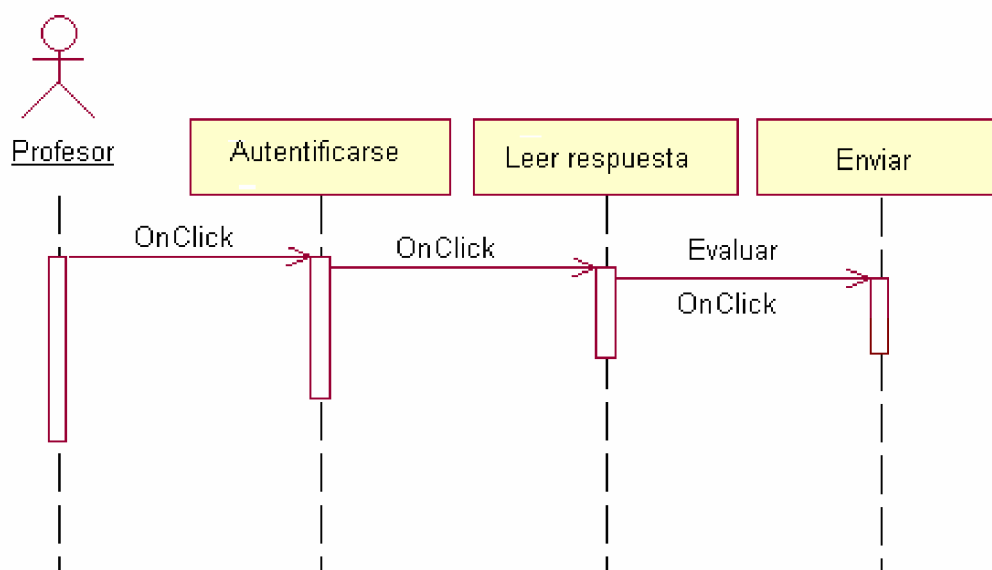 Profesor
Autentificarse
Leer respuesta
Enviar
OnClick
OnClick
Evaluar
OnClick